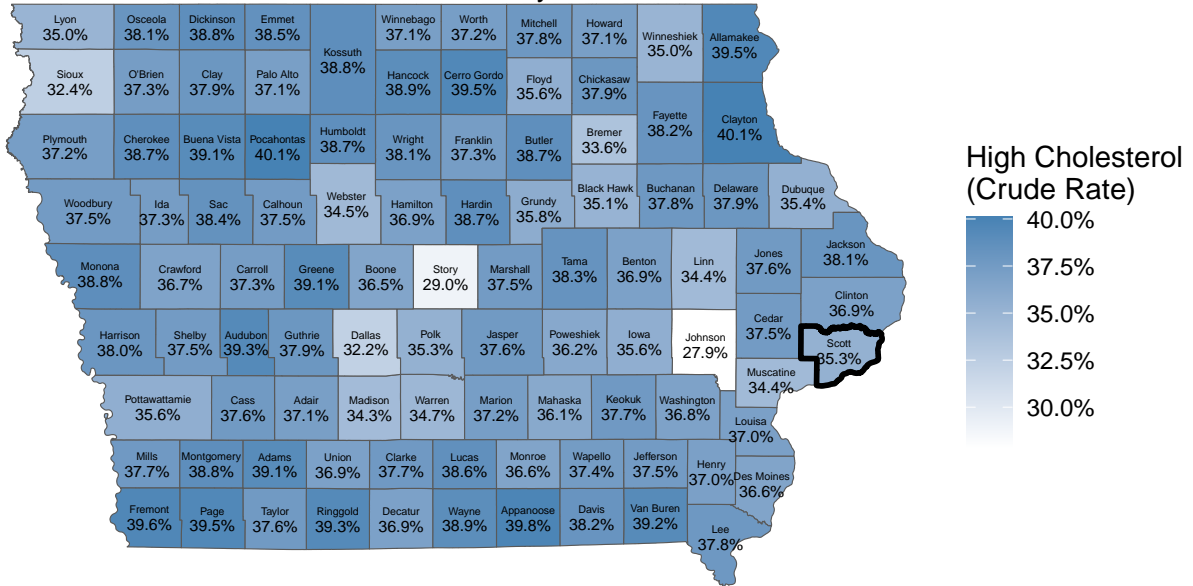 Lyon
35.0%
Osceola
38.1%
Dickinson
38.8%
Emmet
38.5%
Kossuth
38.8%
Winnebago
37.1%
Worth
37.2%
Mitchell
37.8%
Howard
37.1%
Winneshiek
35.0%
Allamakee
39.5%
Sioux
32.4%
O'Brien
37.3%
Clay
37.9%
Palo Alto
37.1%
Hancock
38.9%
Cerro Gordo
39.5%
Floyd
35.6%
Chickasaw
37.9%
Fayette
38.2%
Clayton
40.1%
Plymouth
37.2%
Cherokee
38.7%
Buena Vista
39.1%
Pocahontas
40.1%
Humboldt
38.7%
Wright
38.1%
Franklin
37.3%
Butler
38.7%
Bremer
33.6%
Woodbury
37.5%
Ida
37.3%
Sac
38.4%
Calhoun
37.5%
Webster
34.5%
Hamilton
36.9%
Hardin
38.7%
Grundy
35.8%
Black Hawk
35.1%
Buchanan
37.8%
Delaware
37.9%
Dubuque
35.4%
Monona
38.8%
Crawford
36.7%
Carroll
37.3%
Greene
39.1%
Boone
36.5%
Story
29.0%
Marshall
37.5%
Tama
38.3%
Benton
36.9%
Linn
34.4%
Jones
37.6%
Jackson
38.1%
Clinton
36.9%
Harrison
38.0%
Shelby
37.5%
Audubon
39.3%
Guthrie
37.9%
Dallas
32.2%
Polk
35.3%
Jasper
37.6%
Poweshiek
36.2%
Iowa
35.6%
Johnson
27.9%
Cedar
37.5%
Scott
35.3%
Muscatine
34.4%
Pottawattamie
35.6%
Cass
37.6%
Adair
37.1%
Madison
34.3%
Warren
34.7%
Marion
37.2%
Mahaska
36.1%
Keokuk
37.7%
Washington
36.8%
Louisa
37.0%
Mills
37.7%
Montgomery
38.8%
Adams
39.1%
Union
36.9%
Clarke
37.7%
Lucas
38.6%
Monroe
36.6%
Wapello
37.4%
Jefferson
37.5%
Henry
37.0%
Des Moines
36.6%
Fremont
39.6%
Page
39.5%
Taylor
37.6%
Ringgold
39.3%
Decatur
36.9%
Wayne
38.9%
Appanoose
39.8%
Davis
38.2%
Van Buren
39.2%
Lee
37.8%
High Cholesterol
(Crude Rate)
40.0%
37.5%
35.0%
32.5%
30.0%